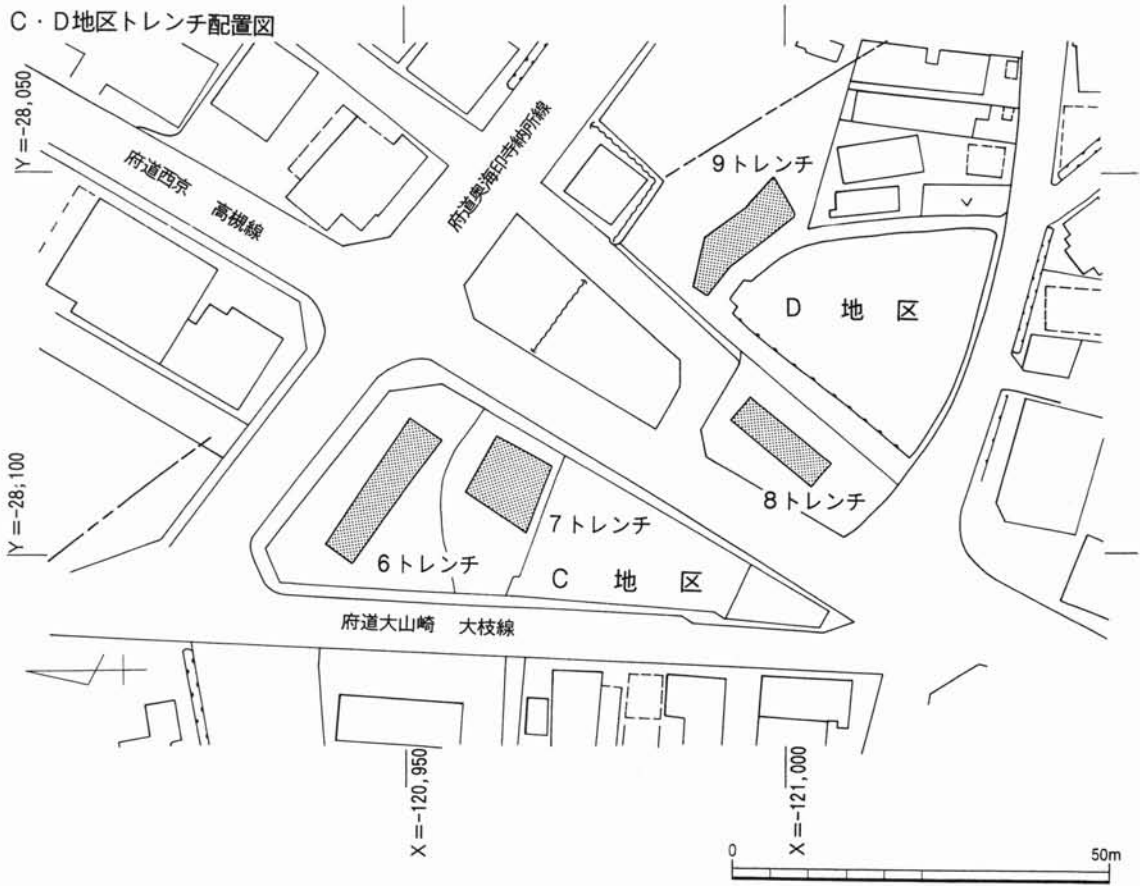 C・D地区トレンチ配置図
Y=-28,050
府道西京 高槻線
府道奥海印寺納所線
9トレンチ
D 地 区
Y=-28,100
8トレンチ
7トレンチ
6トレンチ
C 地 区
府道大山崎 大枝線
X=-120,950
X=-121,000
0 50m